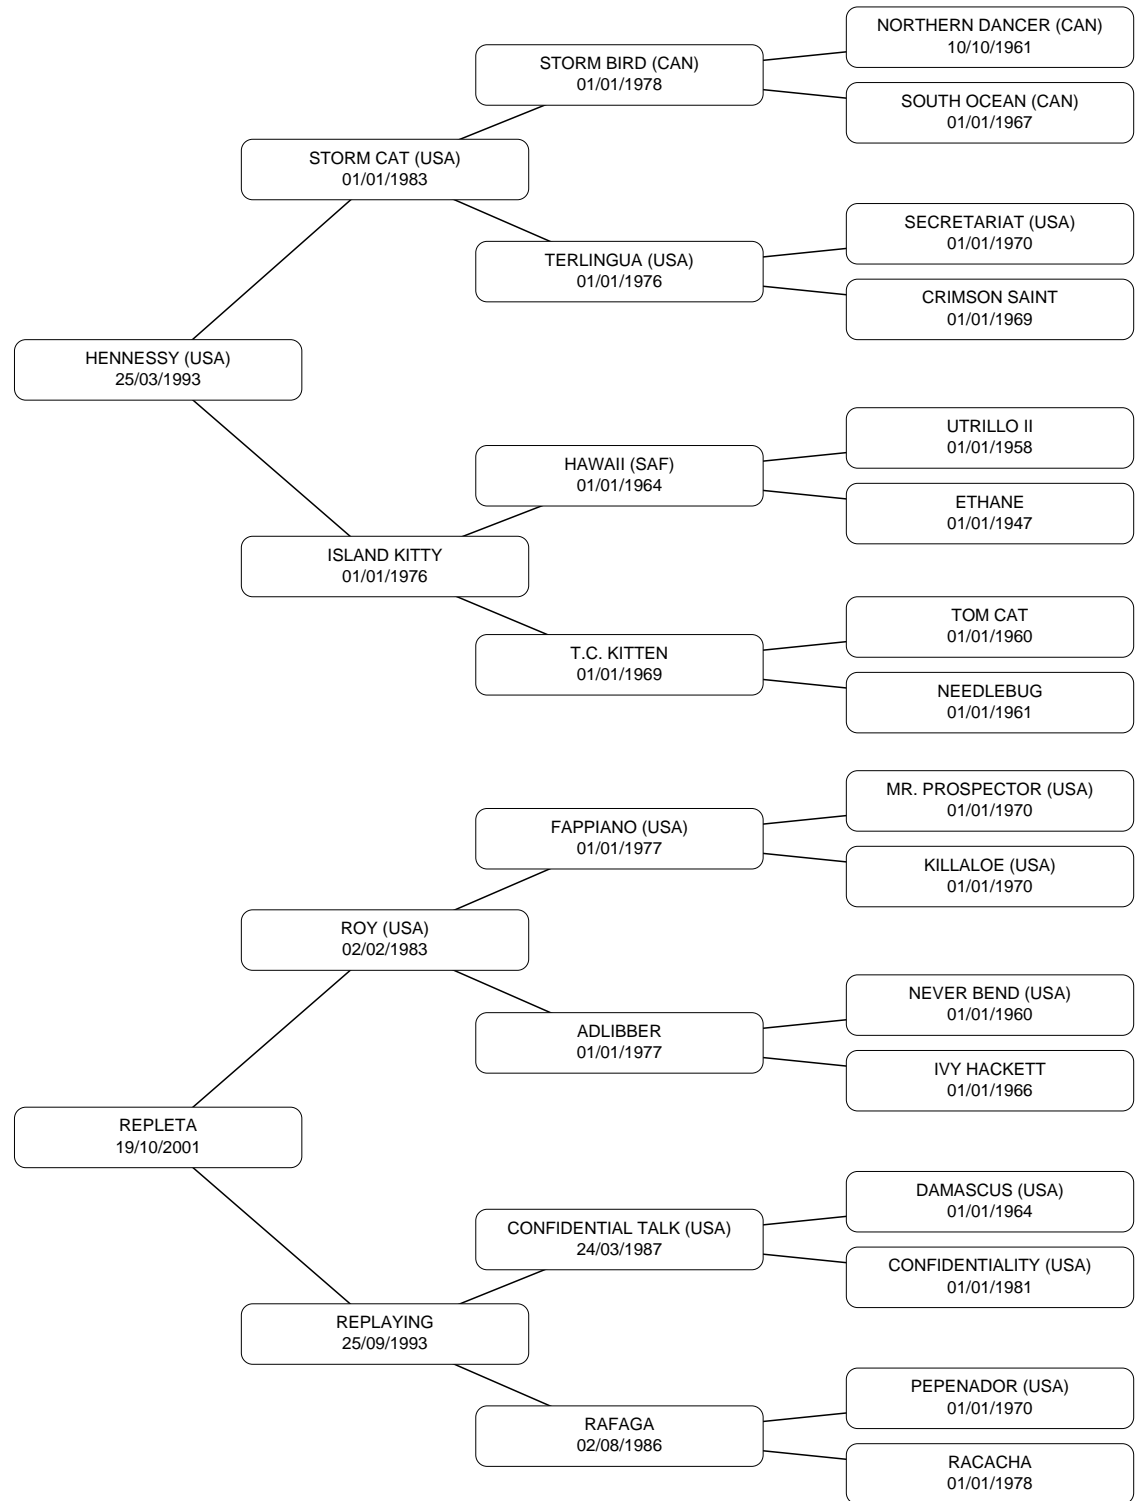 NORTHERN DANCER (CAN)
10/10/1961
STORM BIRD (CAN)
01/01/1978
SOUTH OCEAN (CAN)
01/01/1967
STORM CAT (USA)
01/01/1983
SECRETARIAT (USA)
01/01/1970
TERLINGUA (USA)
01/01/1976
CRIMSON SAINT
01/01/1969
HENNESSY (USA)
25/03/1993
UTRILLO II
01/01/1958
HAWAII (SAF)
01/01/1964
ETHANE
01/01/1947
ISLAND KITTY
01/01/1976
TOM CAT
01/01/1960
T.C. KITTEN
01/01/1969
NEEDLEBUG
01/01/1961
MR. PROSPECTOR (USA)
01/01/1970
FAPPIANO (USA)
01/01/1977
KILLALOE (USA)
01/01/1970
ROY (USA)
02/02/1983
NEVER BEND (USA)
01/01/1960
ADLIBBER
01/01/1977
IVY HACKETT
01/01/1966
REPLETA
19/10/2001
DAMASCUS (USA)
01/01/1964
CONFIDENTIAL TALK (USA)
24/03/1987
CONFIDENTIALITY (USA)
01/01/1981
REPLAYING
25/09/1993
PEPENADOR (USA)
01/01/1970
RAFAGA
02/08/1986
RACACHA
01/01/1978